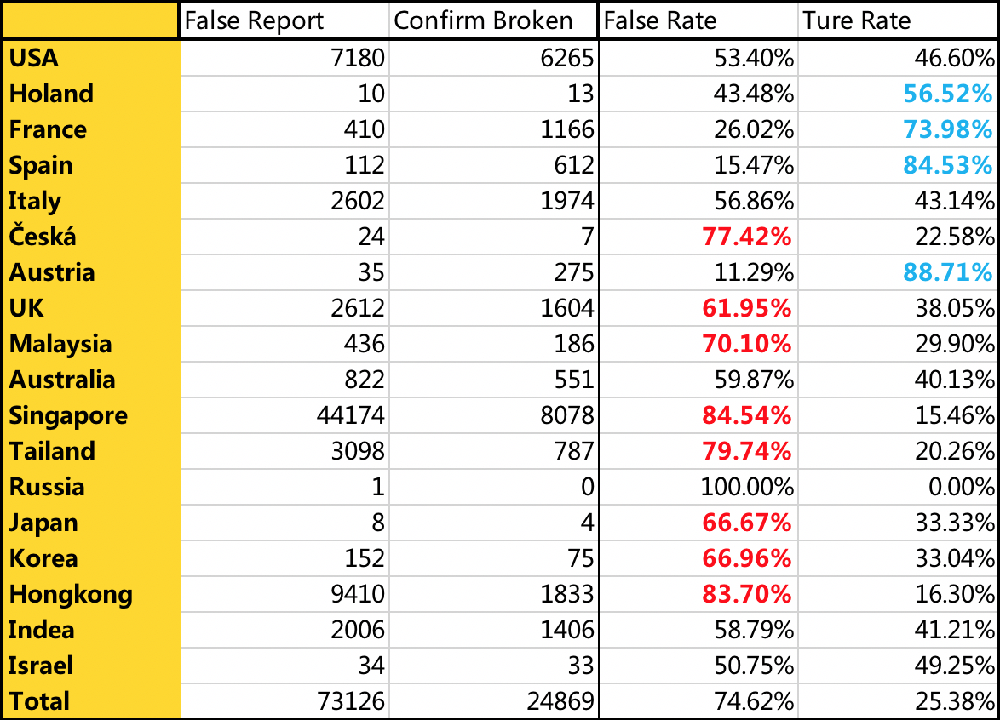 False Report Confirm Broken False Rate Ture Rate
USA 7180 6265 53.40% 46.60%
Holand 10 13 43.48% 56.52%
France 410 1166 26.02% 73.98%
Spain 112 612 15.47% 84.53%
Italy 2602 1974 56.86% 43.14%
Česká 24 7 77.42% 22.58%
Austria 35 275 11.29% 88.71%
UK 2612 1604 61.95% 38.05%
Malaysia 436 186 70.10% 29.90%
Australia 822 551 59.87% 40.13%
Singapore 44174 8078 84.54% 15.46%
Tailand 3098 787 79.74% 20.26%
Russia 1 0 100.00% 0.00%
Japan 8 4 66.67% 33.33%
Korea 152 75 66.96% 33.04%
Hongkong 9410 1833 83.70% 16.30%
Indea 2006 1406 58.79% 41.21%
Israel 34 33 50.75% 49.25%
Total 73126 24869 74.62% 25.38%